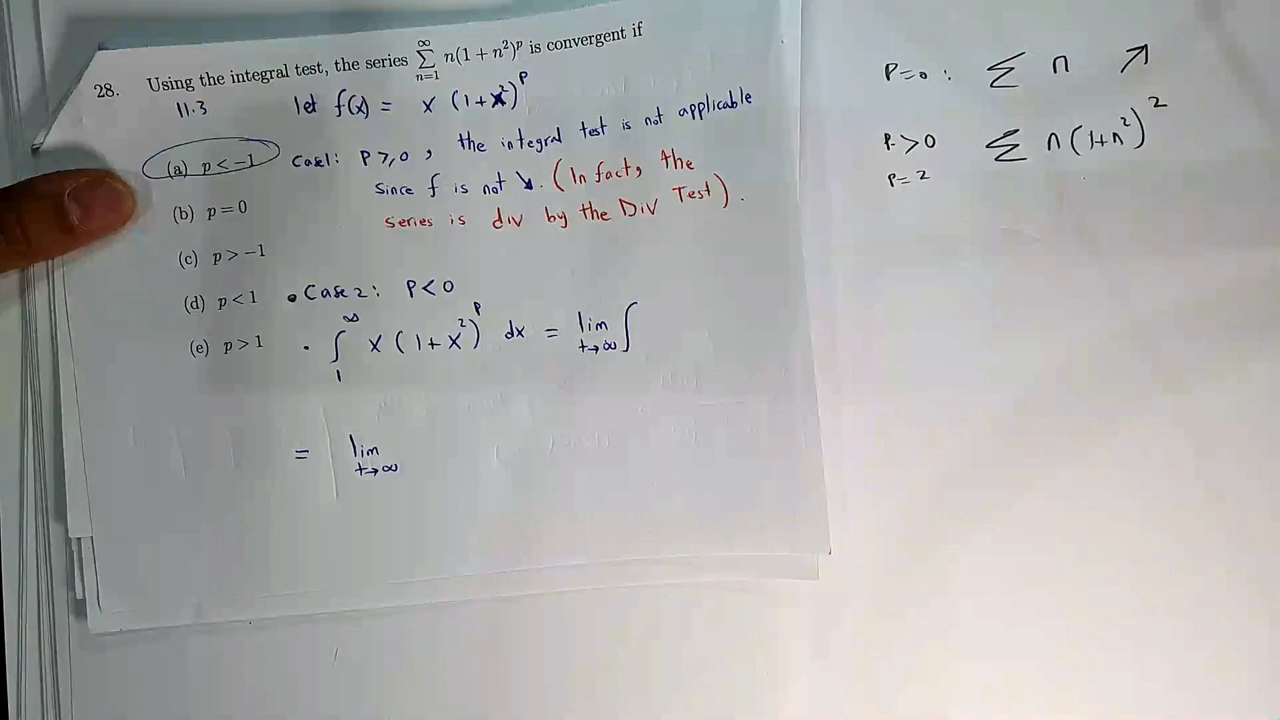 28. Using the integral test, the series ∑_{n=1}^{∞} n(1 + n²)^p is convergent if
11.3 let f(x) = x (1+x²)^p
(a) p < −1
Case1: P ≥ 0 , the integral test is not applicable
since f is not ↘. (In fact, the
series is div by the Div Test).
(b) p = 0
(c) p > −1
(d) p < 1
• Case 2: P < 0
(e) p > 1
• ∫_1^∞ x (1+x²)^p dx = lim_{t→∞} ∫
= lim_{t→∞}
P=0 : ∑ n ↗
P > 0 ∑ n(1+n²)²
P = 2